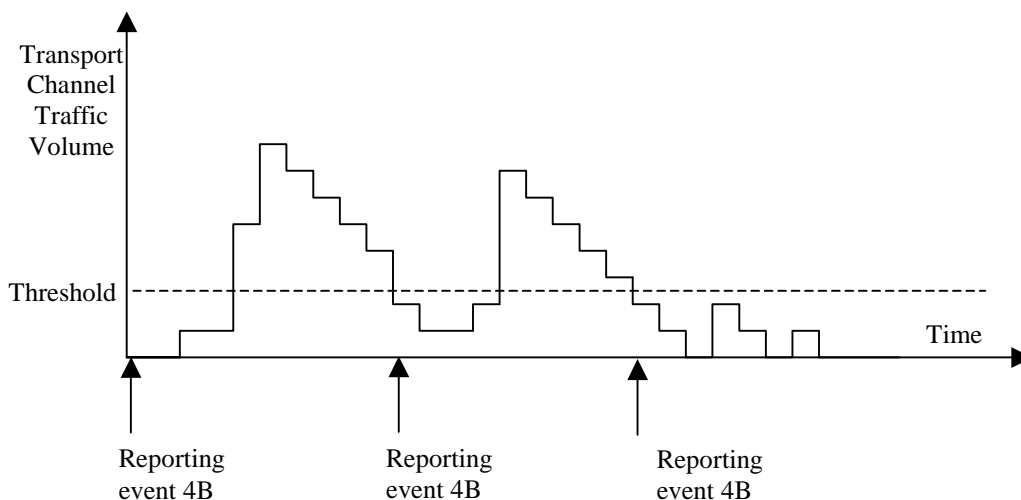 Transport
Channel
Traffic
Volume
Threshold
Time
Reporting
event 4B
Reporting
event 4B
Reporting
event 4B